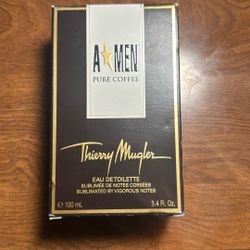 A★MEN
PURE COFFEE
Thierry Mugler
EAU DE TOILETTE
SUBLIMÉE DE NOTES CORSÉES
SUBLIMATED BY VIGOROUS NOTES
℮ 100 mL 3.4 Fl. Oz.